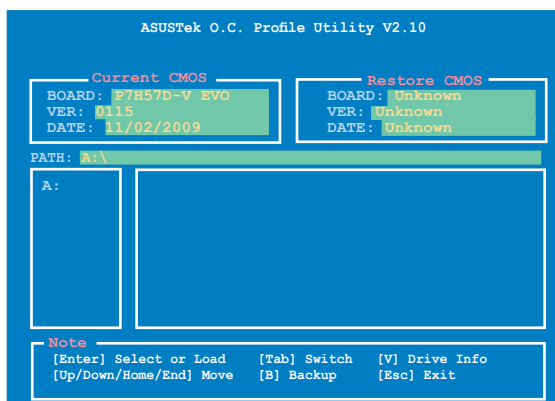 ASUSTek O.C. Profile Utility V2.10
Current CMOS
BOARD: P7H57D-V EVO
VER: 0115
DATE: 11/02/2009
Restore CMOS
BOARD: Unknown
VER: Unknown
DATE: Unknown
PATH: A:\
A:
Note
[Enter] Select or Load [Tab] Switch [V] Drive Info
[Up/Down/Home/End] Move [B] Backup [Esc] Exit